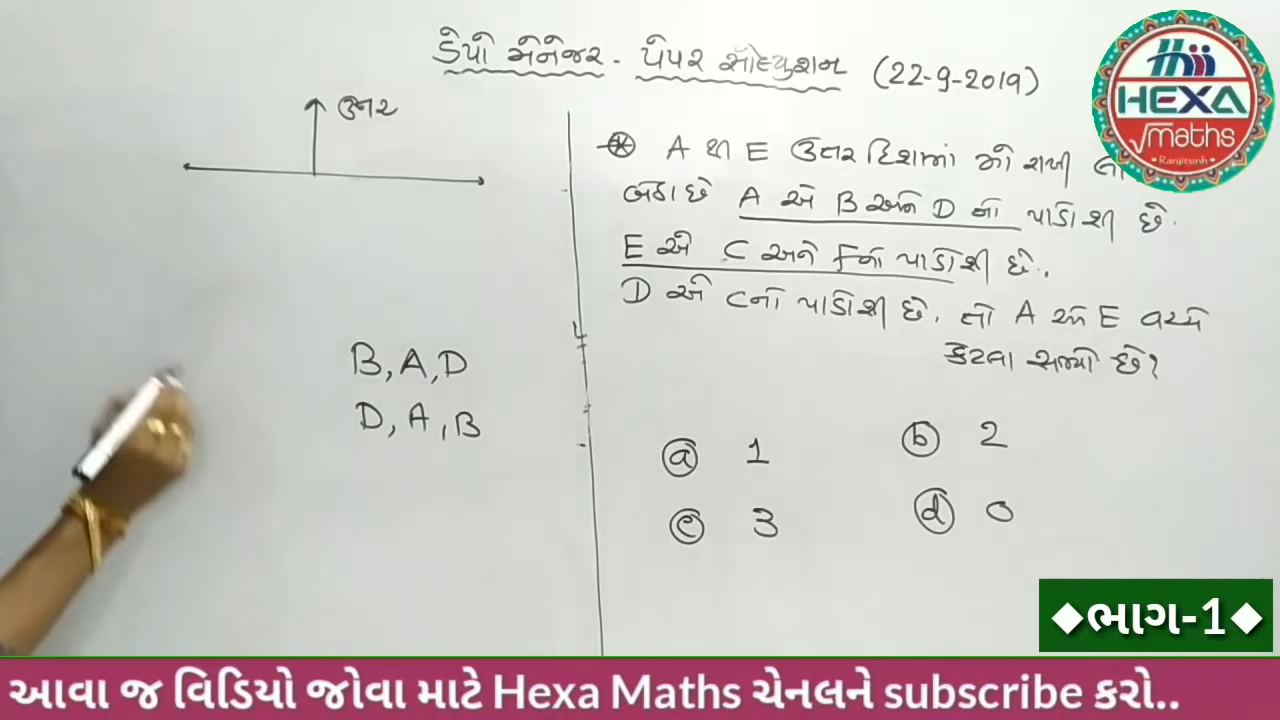 ડેપો મેનેજર - પેપર સોલ્યુશન (22-9-2019)
HEXA
maths
Ranjitsinh
ઉત્તર
A થી E ઉત્તર દિશામાં મોં રાખી
બેઠા છે A એ B અને D નો પાડોશી છે.
E એ C અને F નો પાડોશી છે.
D એ C નો પાડોશી છે. તો A અને E વચ્ચે
કેટલા સભ્યો છે?
B, A, D
D, A, B
(a) 1 (b) 2
(c) 3 (d) 0
◆ભાગ-1◆
આવા જ વિડિયો જોવા માટે Hexa Maths ચેનલને subscribe કરો..